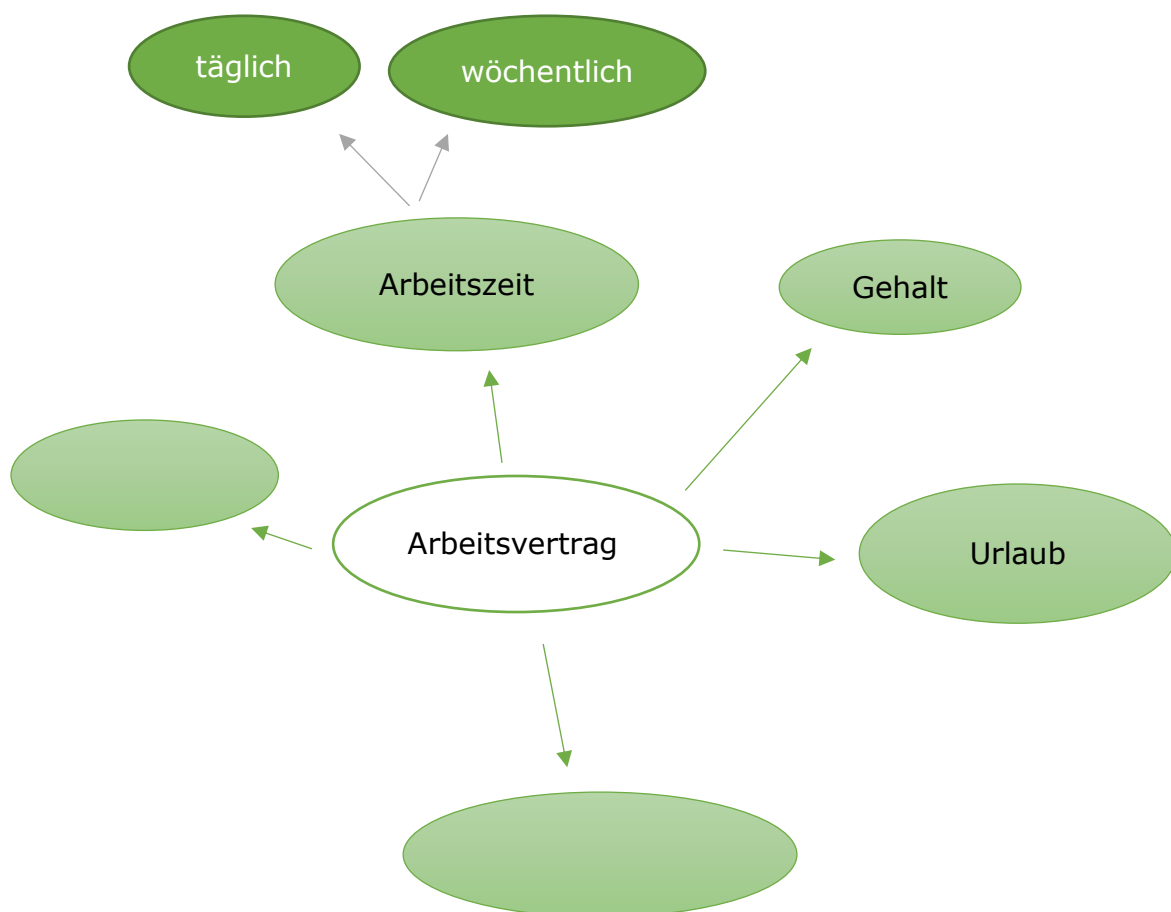 täglich
wöchentlich
Arbeitszeit
Gehalt
Arbeitsvertrag
Urlaub